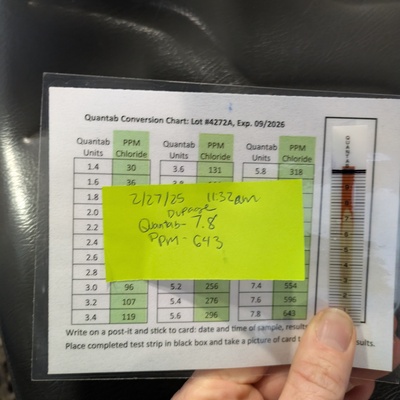 Quantab Conversion Chart: Lot #4272A, Exp. 09/2026
Quantab Units PPM Chloride Quantab Units PPM Chloride
1.4 30 3.6 131 5.8 318
1.6 36
1.8
2.0
2.2
2.4
2.6
2.8
2/27/25 11:32am
Dupage
Quantab- 7.8
PPM- 643
3.0 96 5.2 256 7.4 554
3.2 107 5.4 276 7.6 596
3.4 119 5.6 296 7.8 643
QUANTAB
Write on a post-it and stick to card: date and time of sample, results
Place completed test strip in black box and take a picture of card t sults.